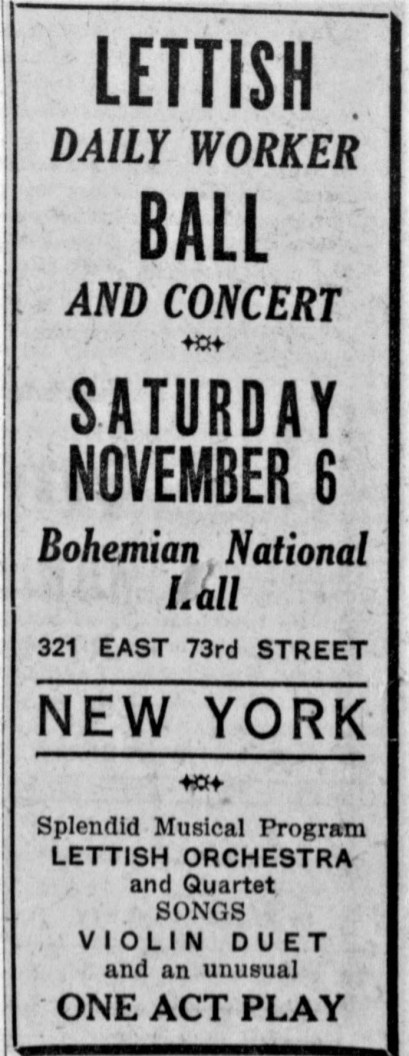 LETTISH
DAILY WORKER
BALL
AND CONCERT
SATURDAY
NOVEMBER 6
Bohemian National
Hall
321 EAST 73rd STREET
NEW YORK
Splendid Musical Program
LETTISH ORCHESTRA
and Quartet
SONGS
VIOLIN DUET
and an unusual
ONE ACT PLAY